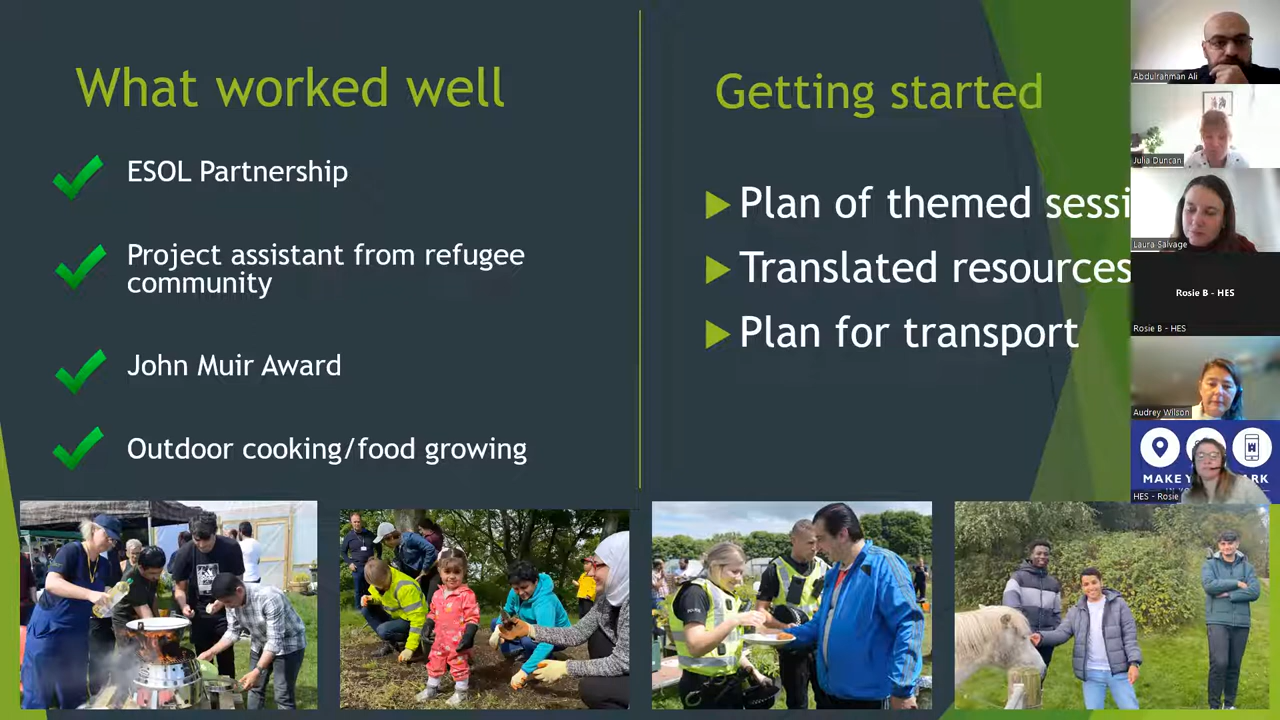 What worked well
ESOL Partnership
Project assistant from refugee
community
John Muir Award
Outdoor cooking/food growing
Getting started
Plan of themed sessi
Translated resources
Plan for transport
Abdulrahman Ali
Julia Duncan
Laura Salvage
Rosie B - HES
Rosie B - HES
Audrey Wilson
MAKE Y
ARK
HES - Rosie